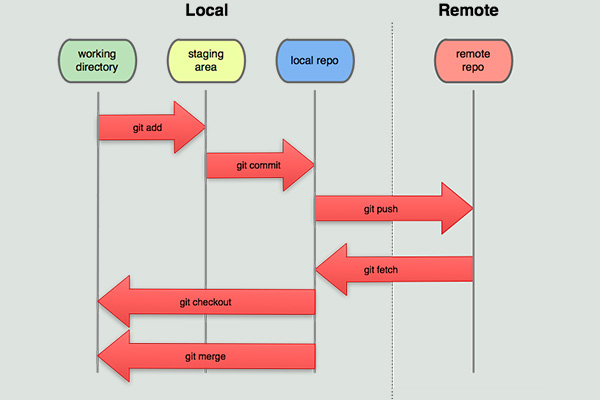 Local
Remote
working
directory
staging
area
local repo
remote
repo
git add
git commit
git push
git fetch
git checkout
git merge